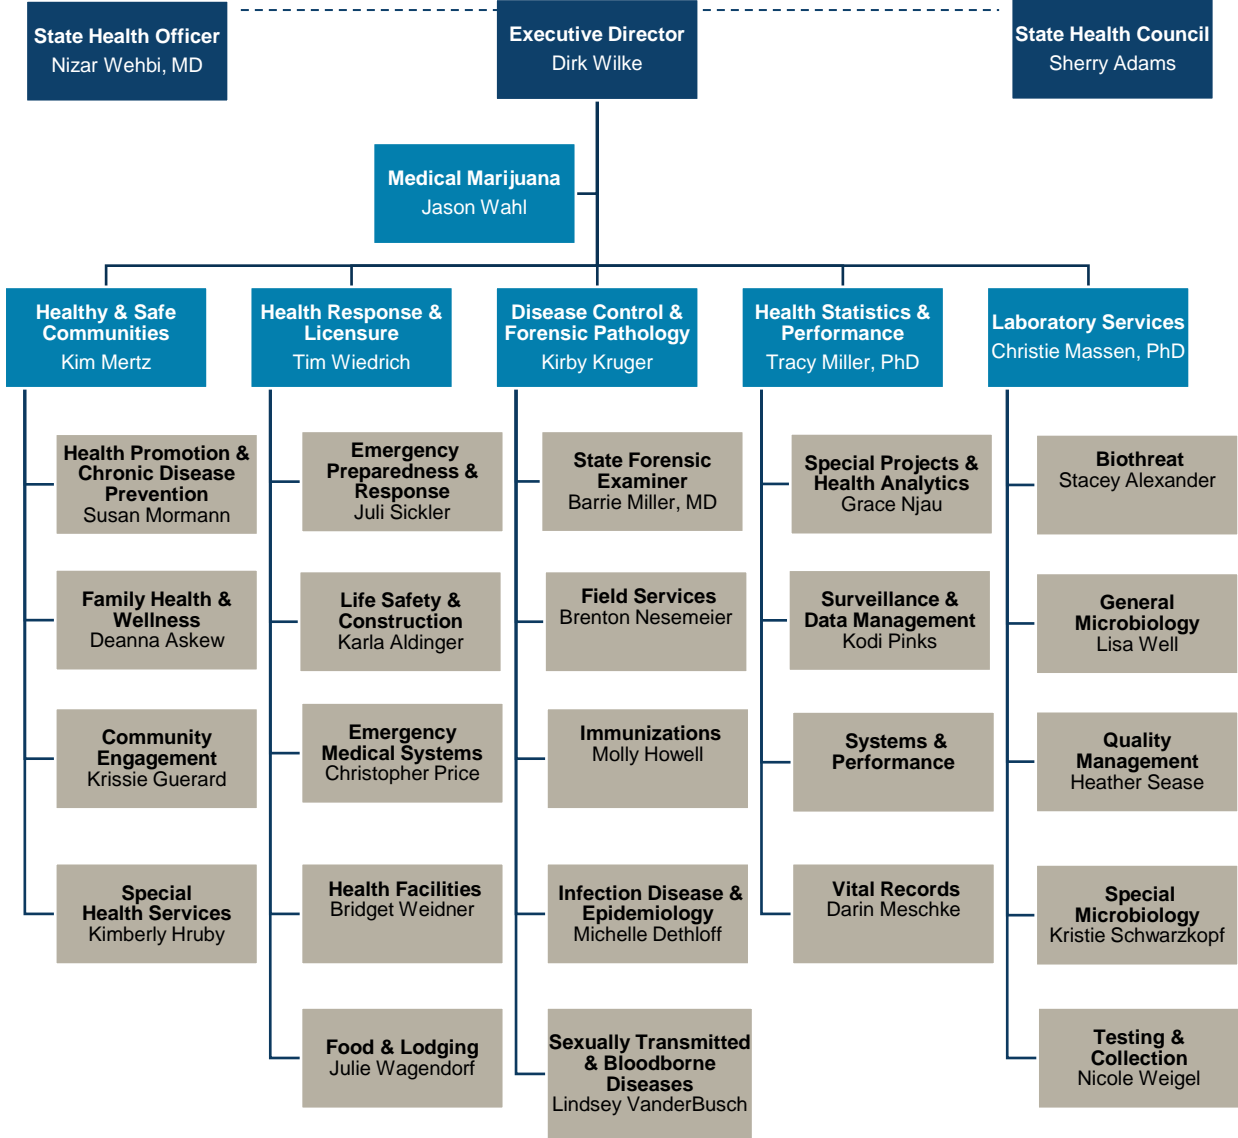 State Health Officer
Nizar Wehbi, MD
Executive Director
Dirk Wilke
State Health Council
Sherry Adams
Medical Marijuana
Jason Wahl
Healthy & Safe
Communities
Kim Mertz
Health Response &
Licensure
Tim Wiedrich
Disease Control &
Forensic Pathology
Kirby Kruger
Health Statistics &
Performance
Tracy Miller, PhD
Laboratory Services
Christie Massen, PhD
Health Promotion &
Chronic Disease
Prevention
Susan Mormann
Family Health &
Wellness
Deanna Askew
Community
Engagement
Krissie Guerard
Special
Health Services
Kimberly Hruby
Emergency
Preparedness &
Response
Juli Sickler
Life Safety &
Construction
Karla Aldinger
Emergency
Medical Systems
Christopher Price
Health Facilities
Bridget Weidner
Food & Lodging
Julie Wagendorf
State Forensic
Examiner
Barrie Miller, MD
Field Services
Brenton Nesemeier
Immunizations
Molly Howell
Infection Disease &
Epidemiology
Michelle Dethloff
Sexually Transmitted
& Bloodborne
Diseases
Lindsey VanderBusch
Special Projects &
Health Analytics
Grace Njau
Surveillance &
Data Management
Kodi Pinks
Systems &
Performance
Vital Records
Darin Meschke
Biothreat
Stacey Alexander
General
Microbiology
Lisa Well
Quality
Management
Heather Sease
Special
Microbiology
Kristie Schwarzkopf
Testing &
Collection
Nicole Weigel